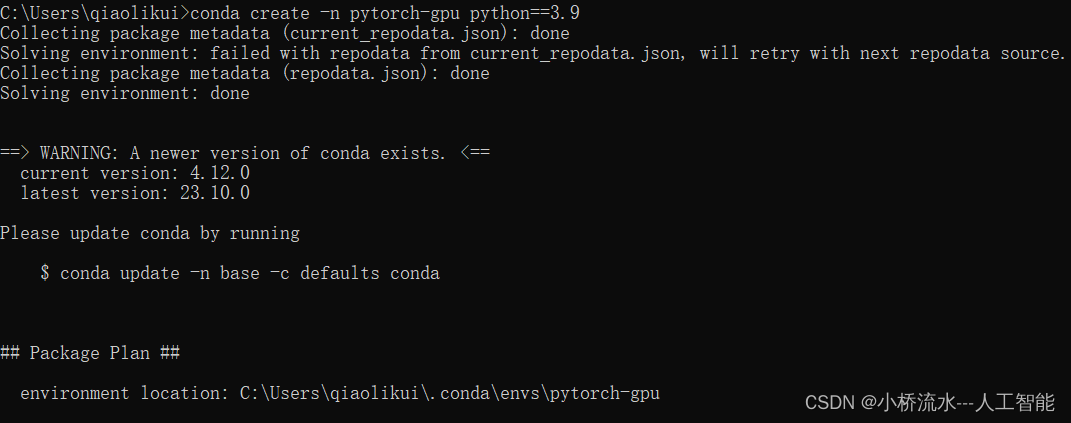 C:\Users\qiaolikui>conda create -n pytorch-gpu python==3.9
Collecting package metadata (current_repodata.json): done
Solving environment: failed with repodata from current_repodata.json, will retry with next repodata source.
Collecting package metadata (repodata.json): done
Solving environment: done
==> WARNING: A newer version of conda exists. <==
current version: 4.12.0
latest version: 23.10.0
Please update conda by running
$ conda update -n base -c defaults conda
## Package Plan ##
environment location: C:\Users\qiaolikui\.conda\envs\pytorch-gpu
CSDN @小桥流水---人工智能